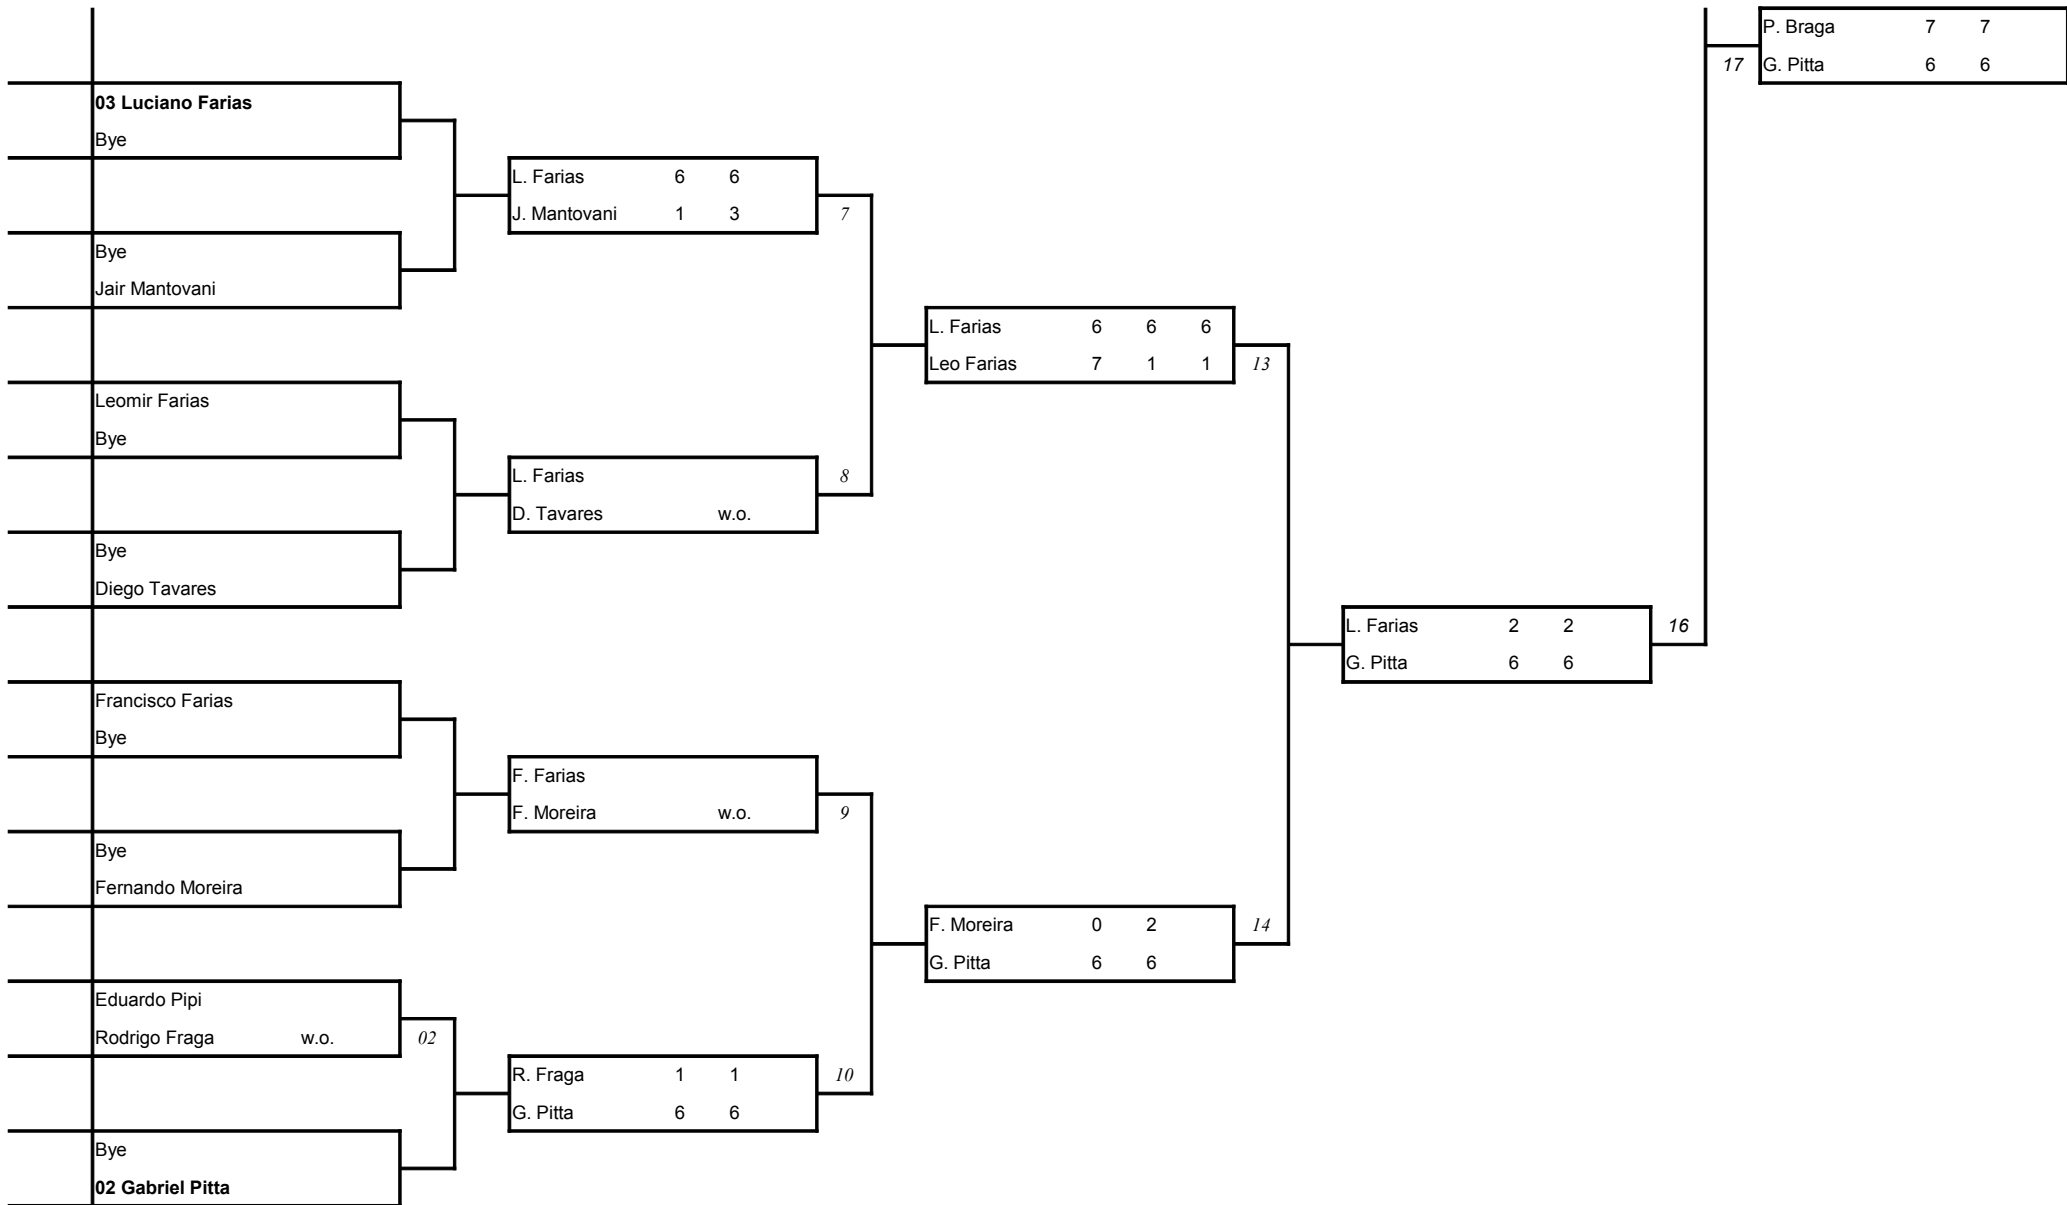 P. Braga 7 7
17 G. Pitta 6 6
03 Luciano Farias
Bye
L. Farias 6 6
J. Mantovani 1 3 7
Bye
Jair Mantovani
L. Farias 6 6 6
Leo Farias 7 1 1 13
Leomir Farias
Bye
L. Farias 8
D. Tavares w.o.
Bye
Diego Tavares
L. Farias 2 2 16
G. Pitta 6 6
Francisco Farias
Bye
F. Farias
F. Moreira w.o. 9
Bye
Fernando Moreira
F. Moreira 0 2 14
G. Pitta 6 6
Eduardo Pipi
Rodrigo Fraga w.o. 02
R. Fraga 1 1 10
G. Pitta 6 6
Bye
02 Gabriel Pitta